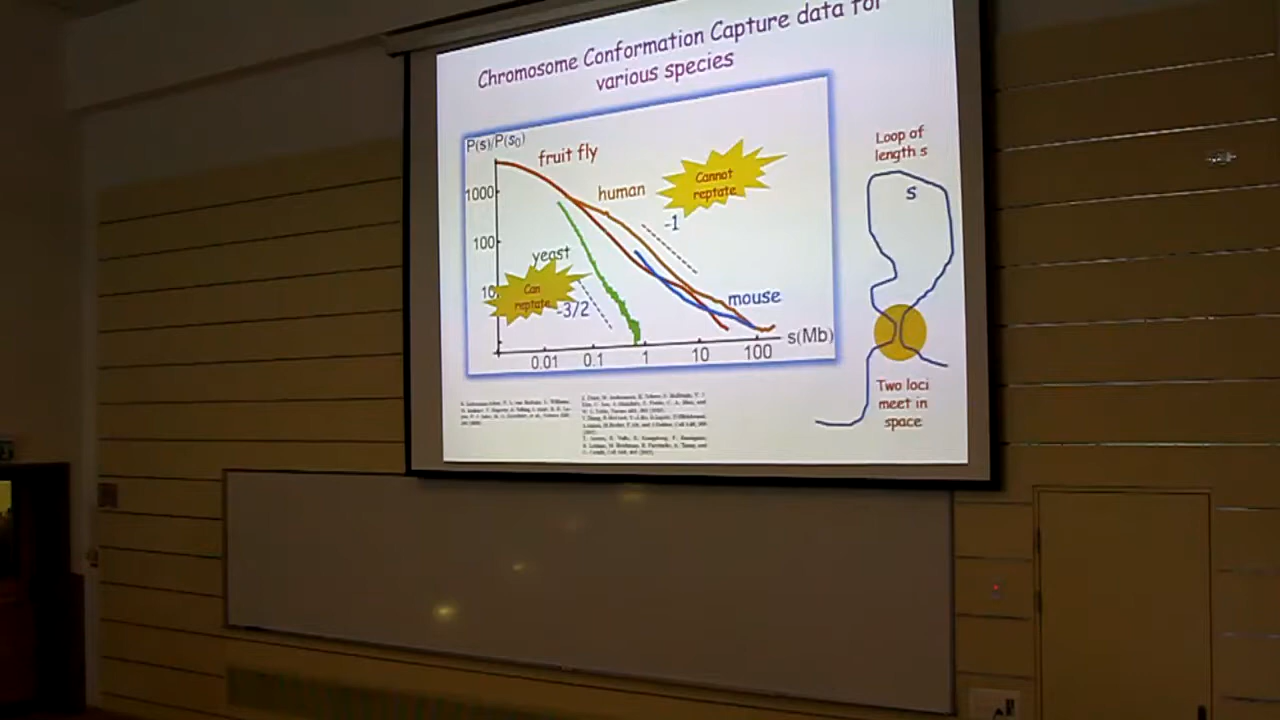 Chromosome Conformation Capture data for
various species
P(s)/P(s0)
fruit fly
human
Cannot
reptate
-1
1000
100
10
yeast
Can
reptate
-3/2
mouse
s(Mb)
0.01 0.1 1 10 100
Loop of
length s
s
Two loci
meet in
space